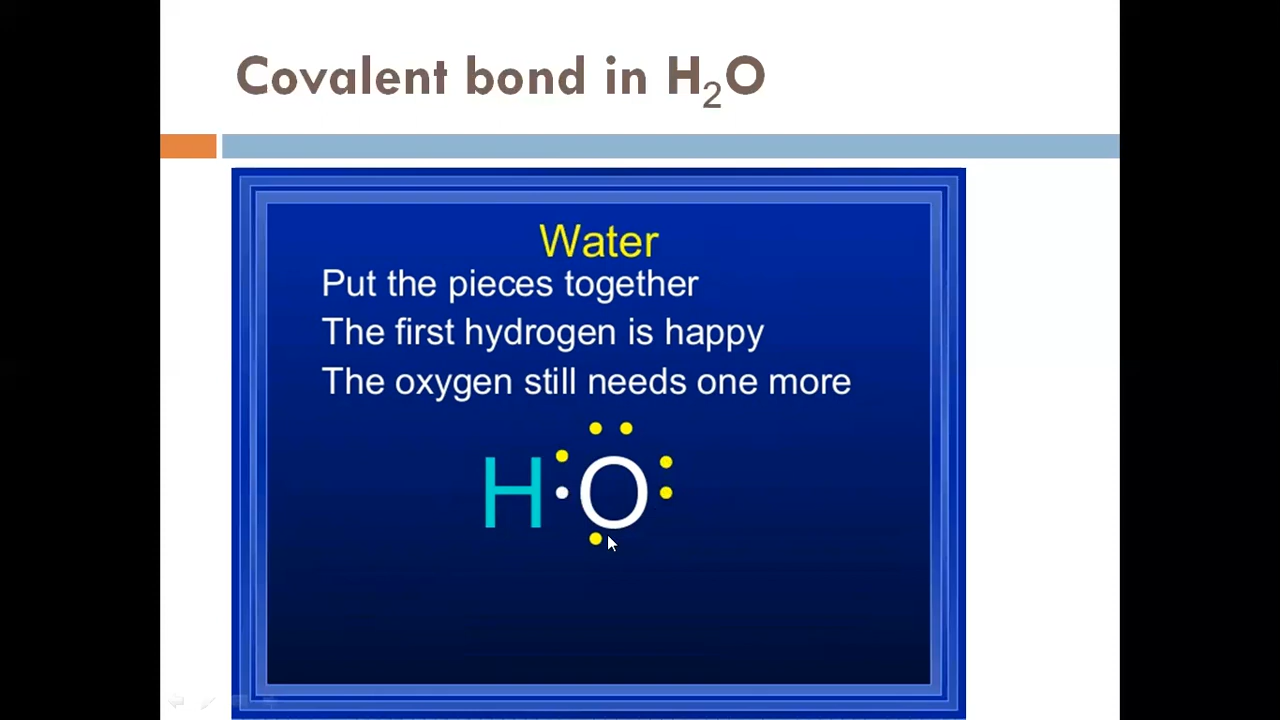 Covalent bond in H₂O
Water
Put the pieces together
The first hydrogen is happy
The oxygen still needs one more
H O